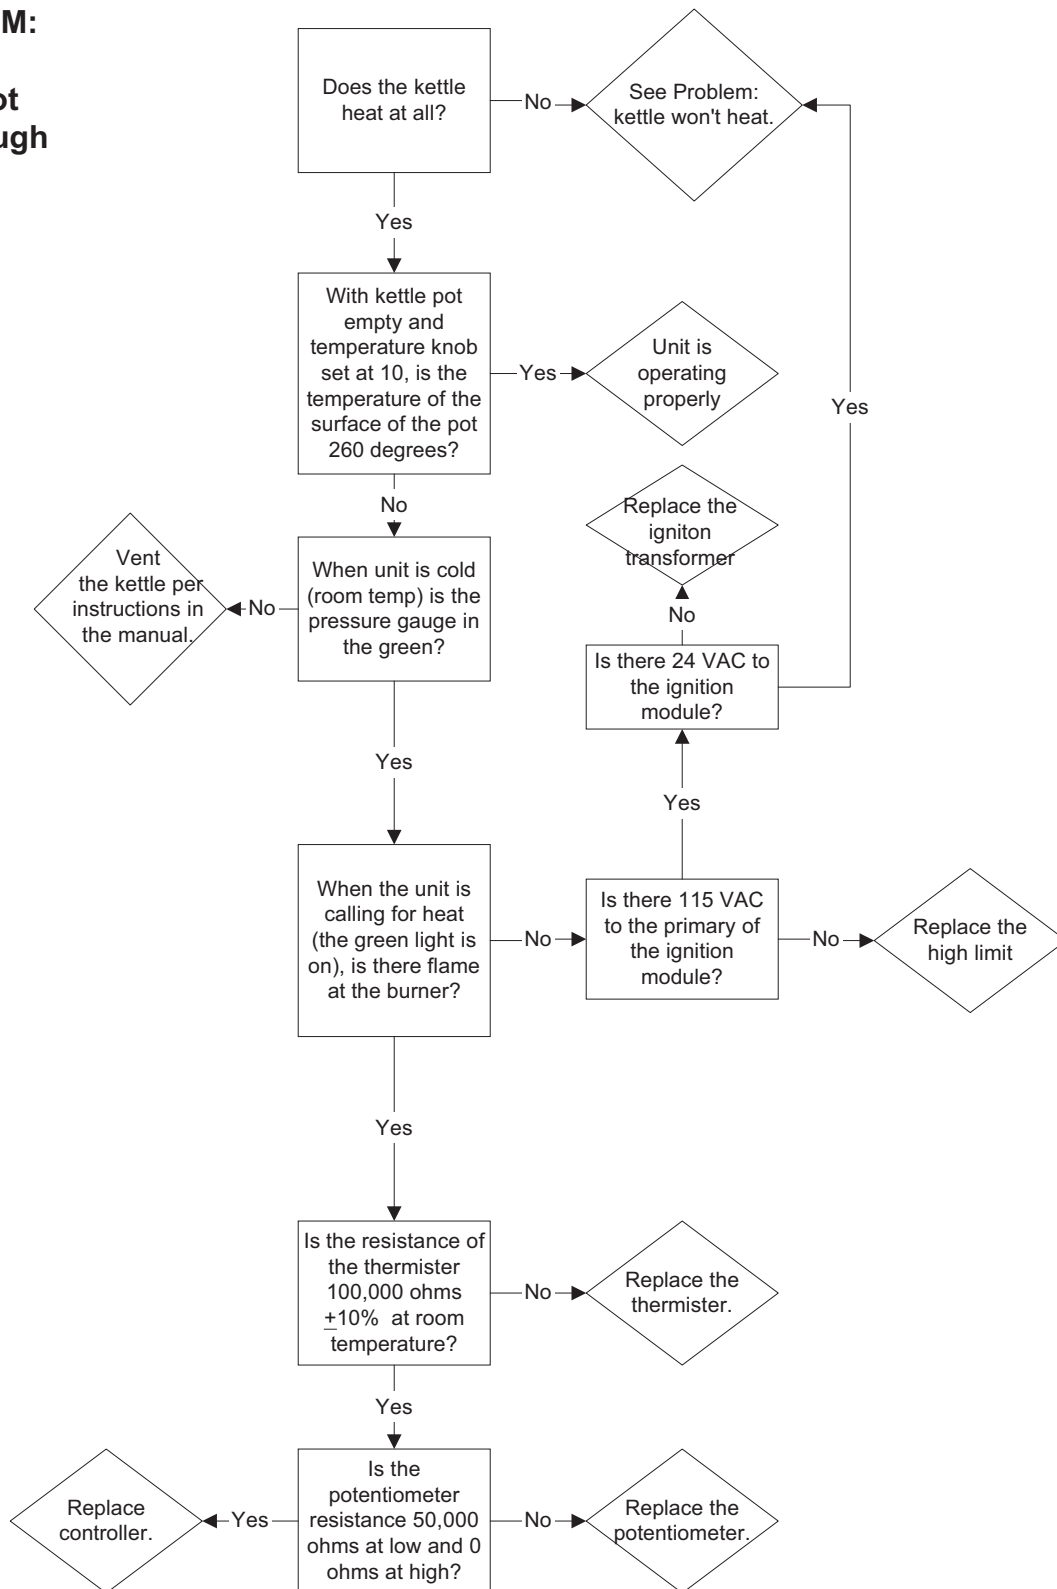 M:
ot
ugh
Does the kettle
heat at all?
No
See Problem:
kettle won't heat.
Yes
With kettle pot
empty and
temperature knob
set at 10, is the
temperature of the
surface of the pot
260 degrees?
Yes
Unit is
operating
properly
Yes
No
Replace the
igniton
transformer
Vent
the kettle per
instructions in
the manual.
No
When unit is cold
(room temp) is the
pressure gauge in
the green?
No
Is there 24 VAC to
the ignition
module?
Yes
Yes
When the unit is
calling for heat
(the green light is
on), is there flame
at the burner?
No
Is there 115 VAC
to the primary of
the ignition
module?
No
Replace the
high limit
Yes
Is the resistance of
the thermister
100,000 ohms
±10% at room
temperature?
No
Replace the
thermister.
Yes
Replace
controller.
Yes
Is the
potentiometer
resistance 50,000
ohms at low and 0
ohms at high?
No
Replace the
potentiometer.